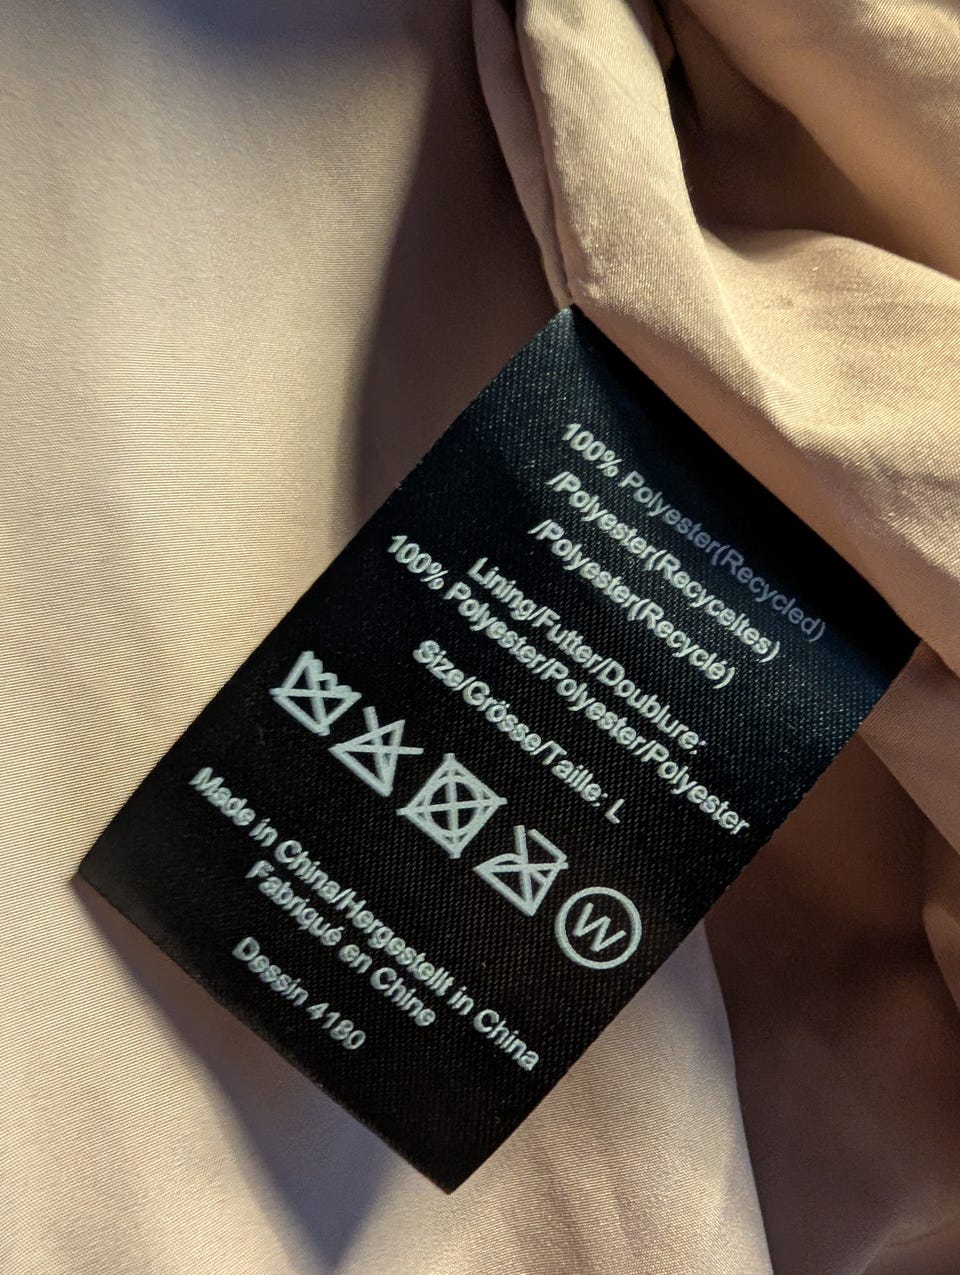 100% Polyester(Recycled)
/Polyester(Recyceltes)
/Polyester(Recyclé)
Lining/Futter/Doublure:
100% Polyester/Polyester/Polyester
Size/Grösse/Taille: L
W
Made in China/Hergestellt in China
Fabriqué en Chine
Dessin 4180